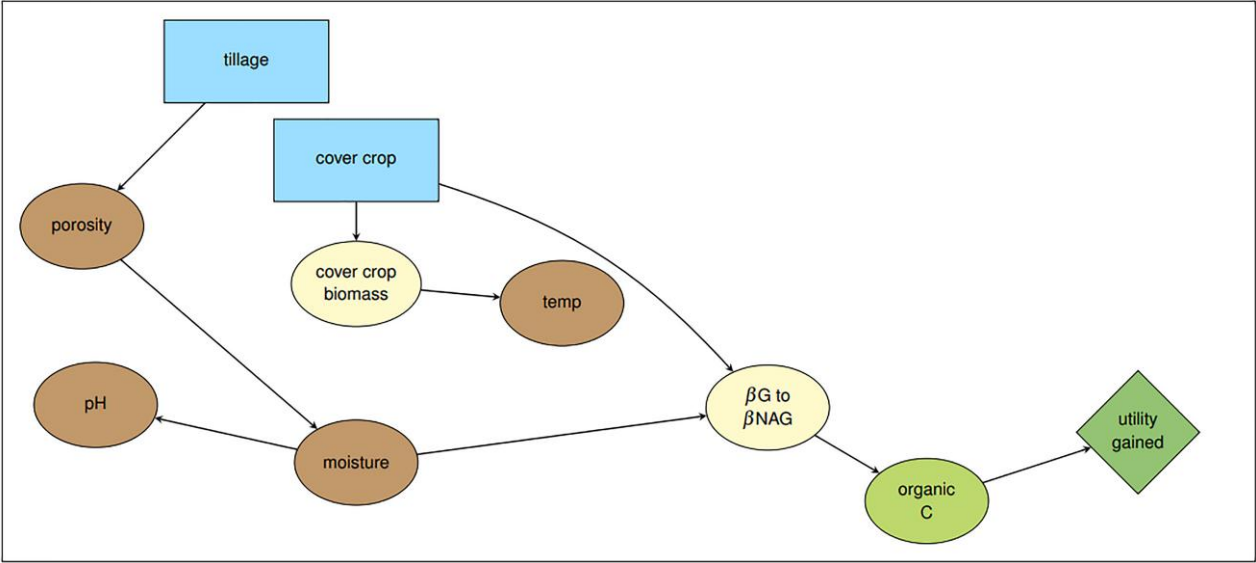 tillage
cover crop
porosity
cover crop
biomass
temp
pH
βG to
βNAG
utility
gained
moisture
organic
C